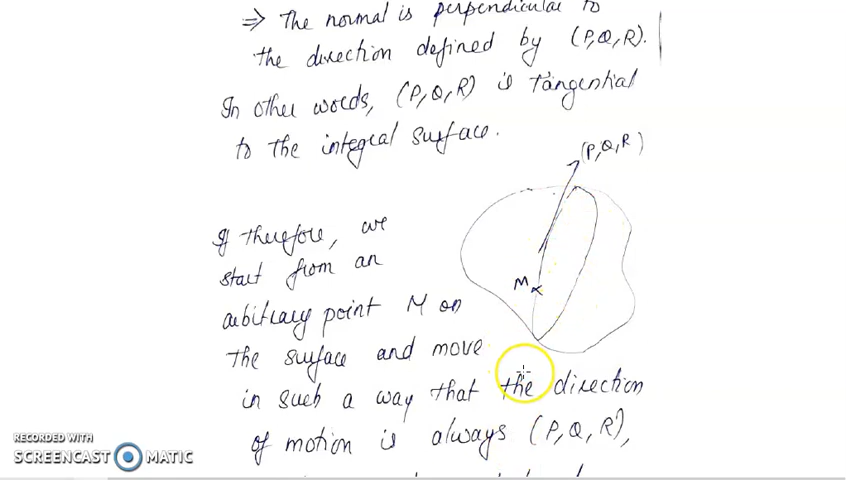 ⇒ The normal is perpendicular to
the direction defined by (P,Q,R).
In other words, (P,Q,R) is tangential
to the integral surface.
(P,Q,R)
M
If therefore, we
start from an
arbitrary point M on
the surface and move
in such a way that the direction
of motion is always (P, Q, R),
RECORDED WITH
SCREENCAST MATIC